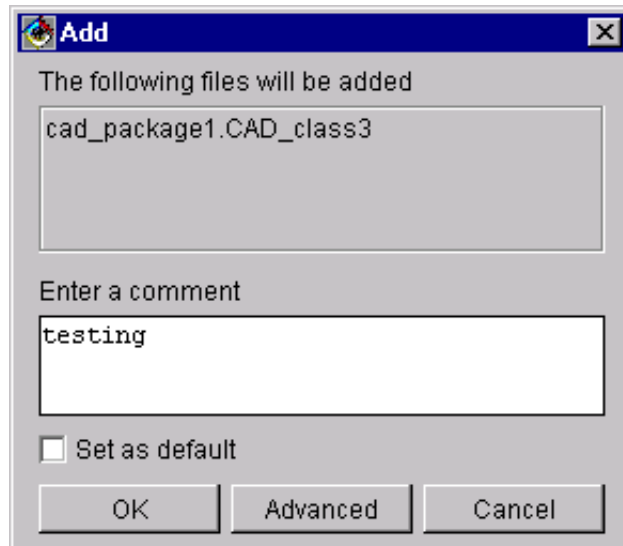 Add
The following files will be added
cad_package1.CAD_class3
Enter a comment
testing
Set as default
OK Advanced Cancel